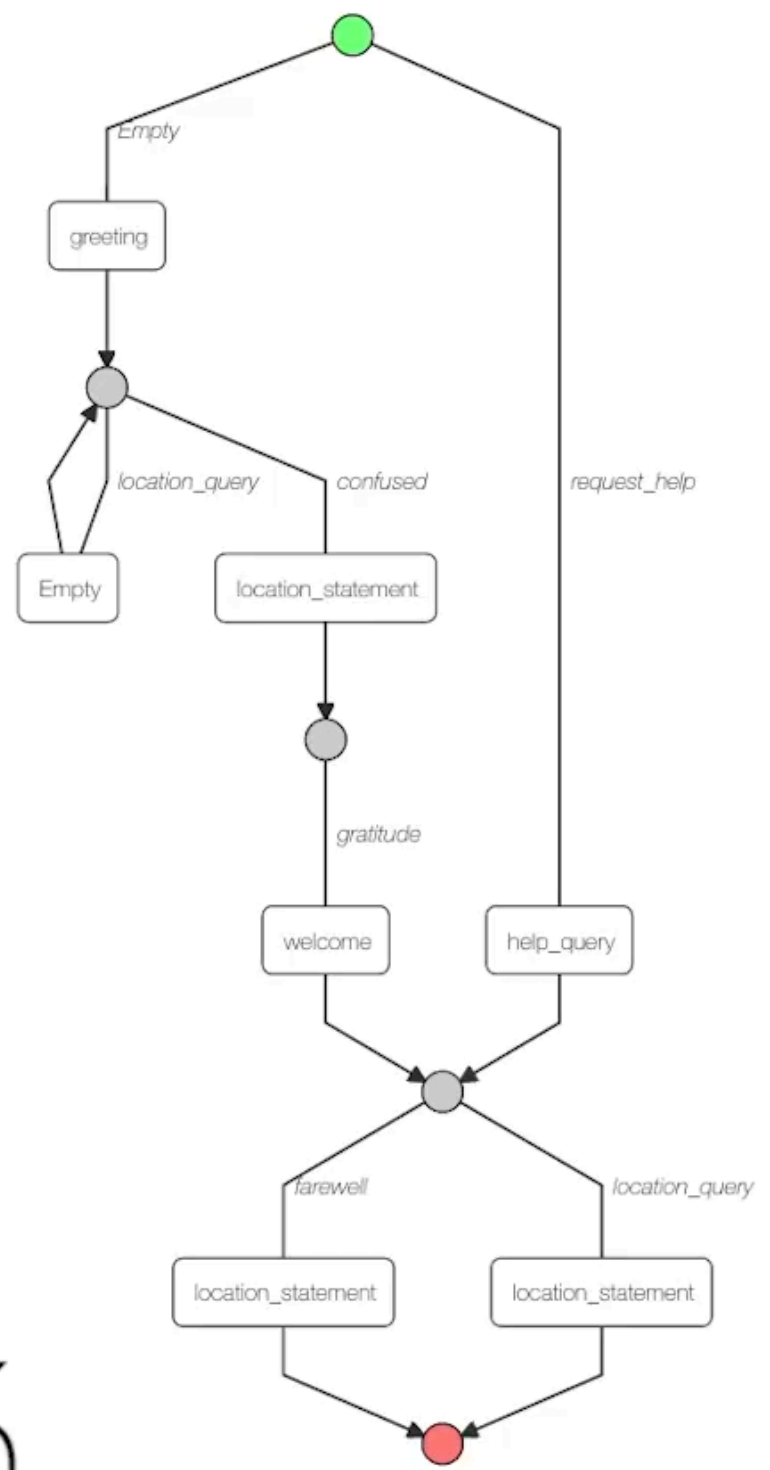 Empty
greeting
location_query
confused
request_help
Empty
location_statement
gratitude
welcome
help_query
farewell
location_query
location_statement
location_statement